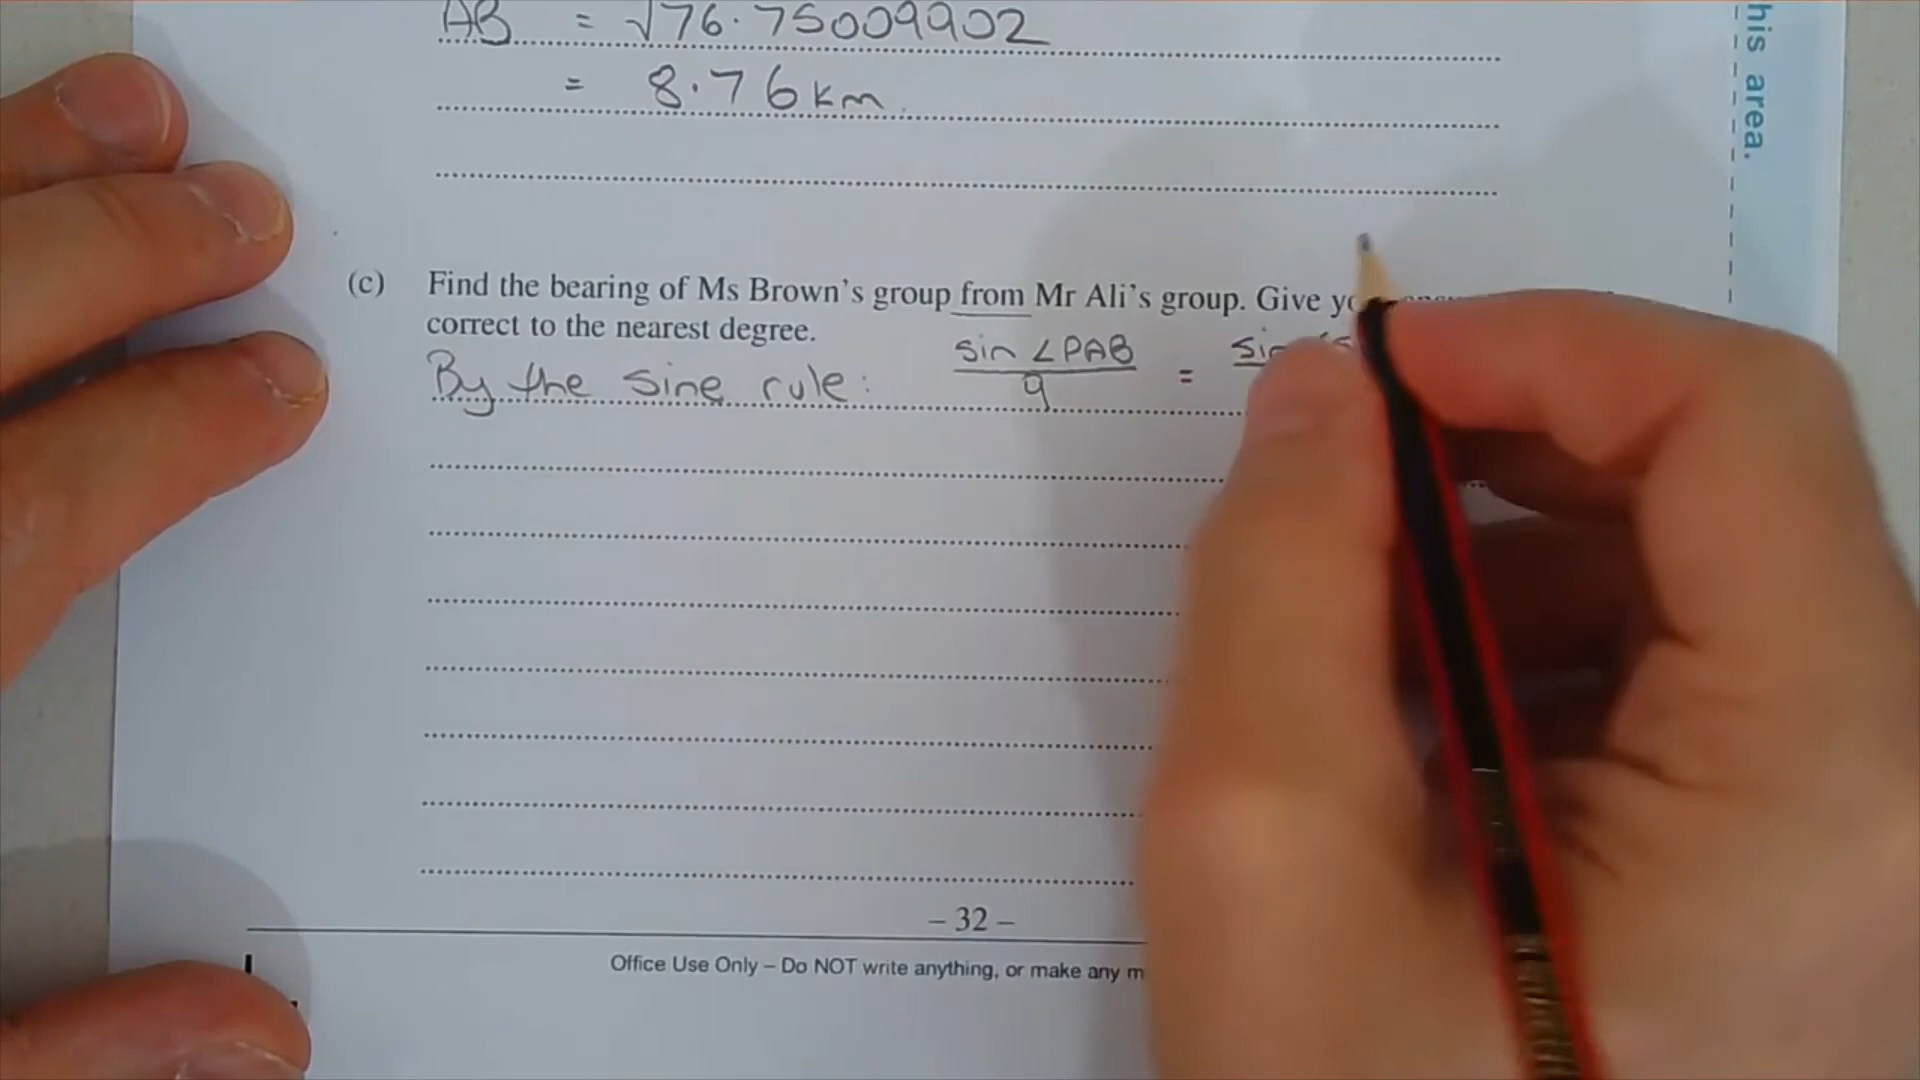 AB = √76.75009902
= 8.76km
his area.
(c) Find the bearing of Ms Brown's group from Mr Ali's group. Give
correct to the nearest degree.
sin ∠PAB =
By the sine rule: 9
– 32 –
Office Use Only – Do NOT write anything, or make any m